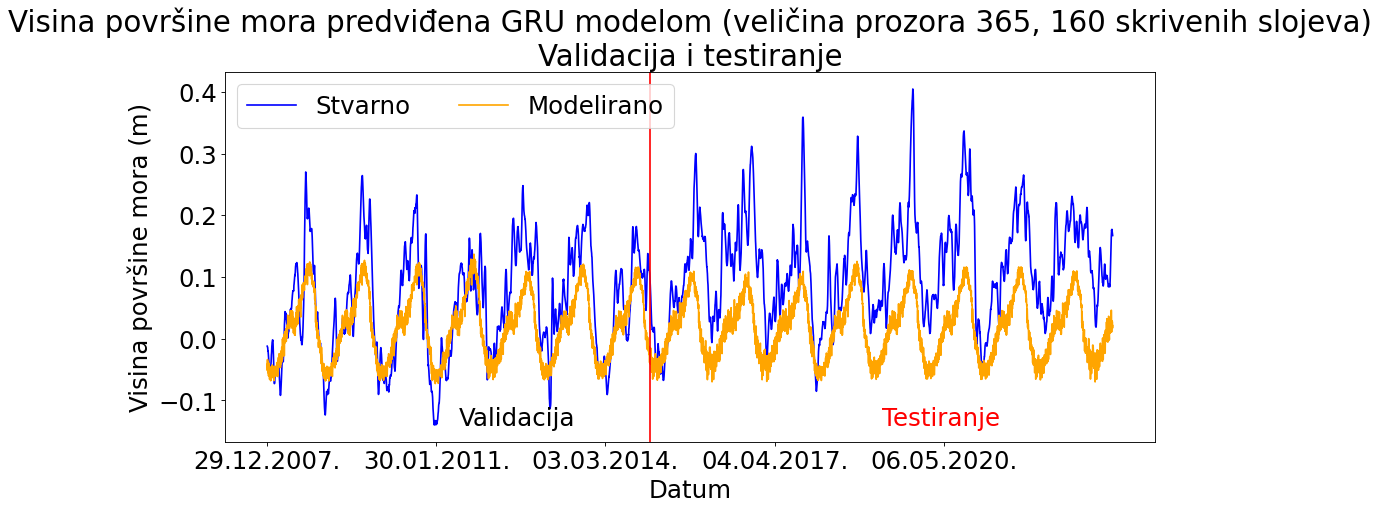 Visina površine mora predviđena GRU modelom (veličina prozora 365, 160 skrivenih slojeva)
Validacija i testiranje
Stvarno
Modelirano
Visina površine mora (m)
0.4
0.3
0.2
0.1
0.0
−0.1
Validacija
Testiranje
29.12.2007.
30.01.2011.
03.03.2014.
04.04.2017.
06.05.2020.
Datum